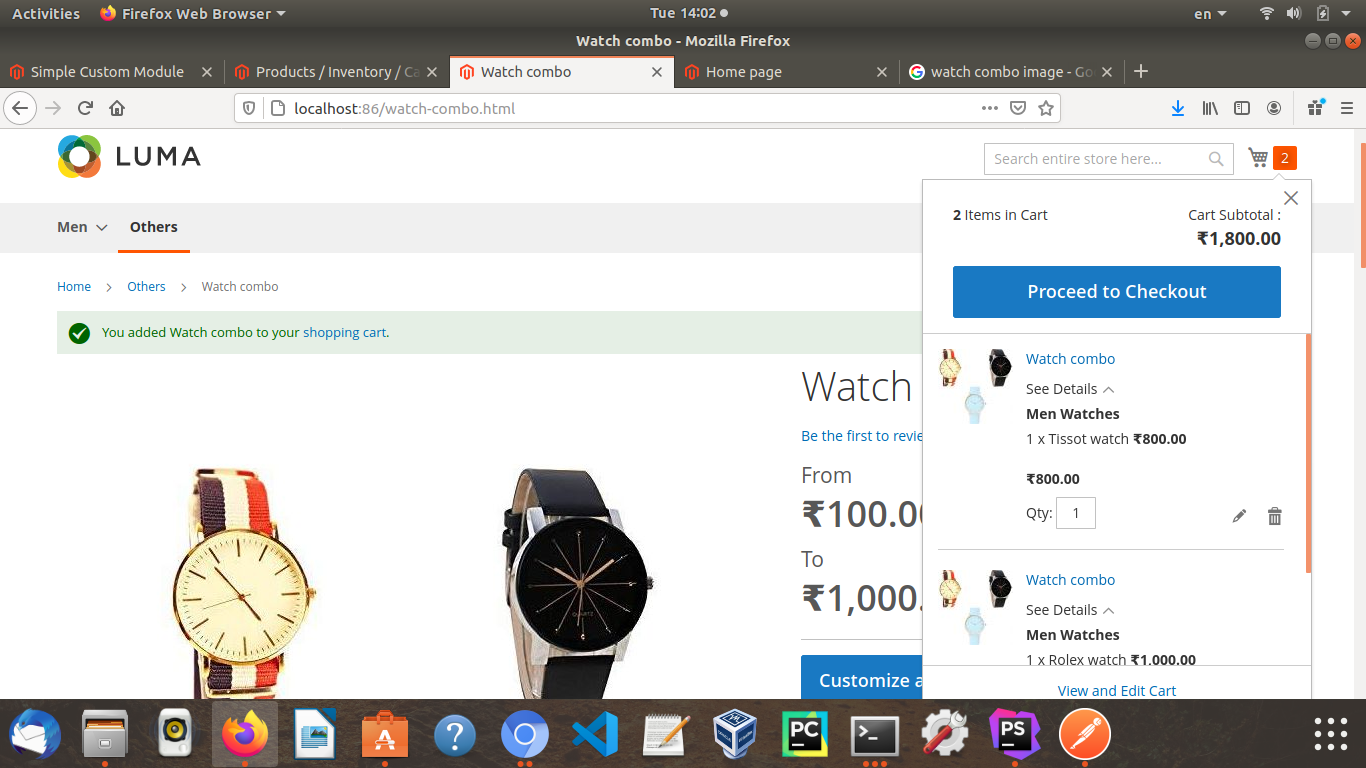 Activities Firefox Web Browser Tue 14:02 en
Watch combo - Mozilla Firefox
Simple Custom Module Products / Inventory / Ca Watch combo Home page watch combo image - Go
localhost:86/watch-combo.html
LUMA
Search entire store here...
2
Men Others
Home Others Watch combo
You added Watch combo to your shopping cart.
Watch
Be the first to revie
From
₹100.00
To
₹1,000.
Customize a
QUARTZ
2 Items in Cart
Cart Subtotal :
₹1,800.00
Proceed to Checkout
Watch combo
See Details
Men Watches
1 x Tissot watch ₹800.00
₹800.00
Qty: 1
Watch combo
See Details
Men Watches
1 x Rolex watch ₹1,000.00
View and Edit Cart
A
?
PC
>_
PS